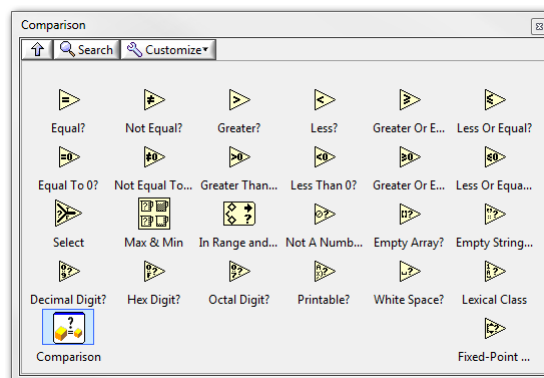 Comparison
Search Customize
Equal? Not Equal? Greater? Less? Greater Or E... Less Or Equal?
Equal To 0? Not Equal To... Greater Than... Less Than 0? Greater Or E... Less Or Equa...
Select Max & Min In Range and... Not A Numb... Empty Array? Empty String...
Decimal Digit? Hex Digit? Octal Digit? Printable? White Space? Lexical Class
Comparison Fixed-Point ...